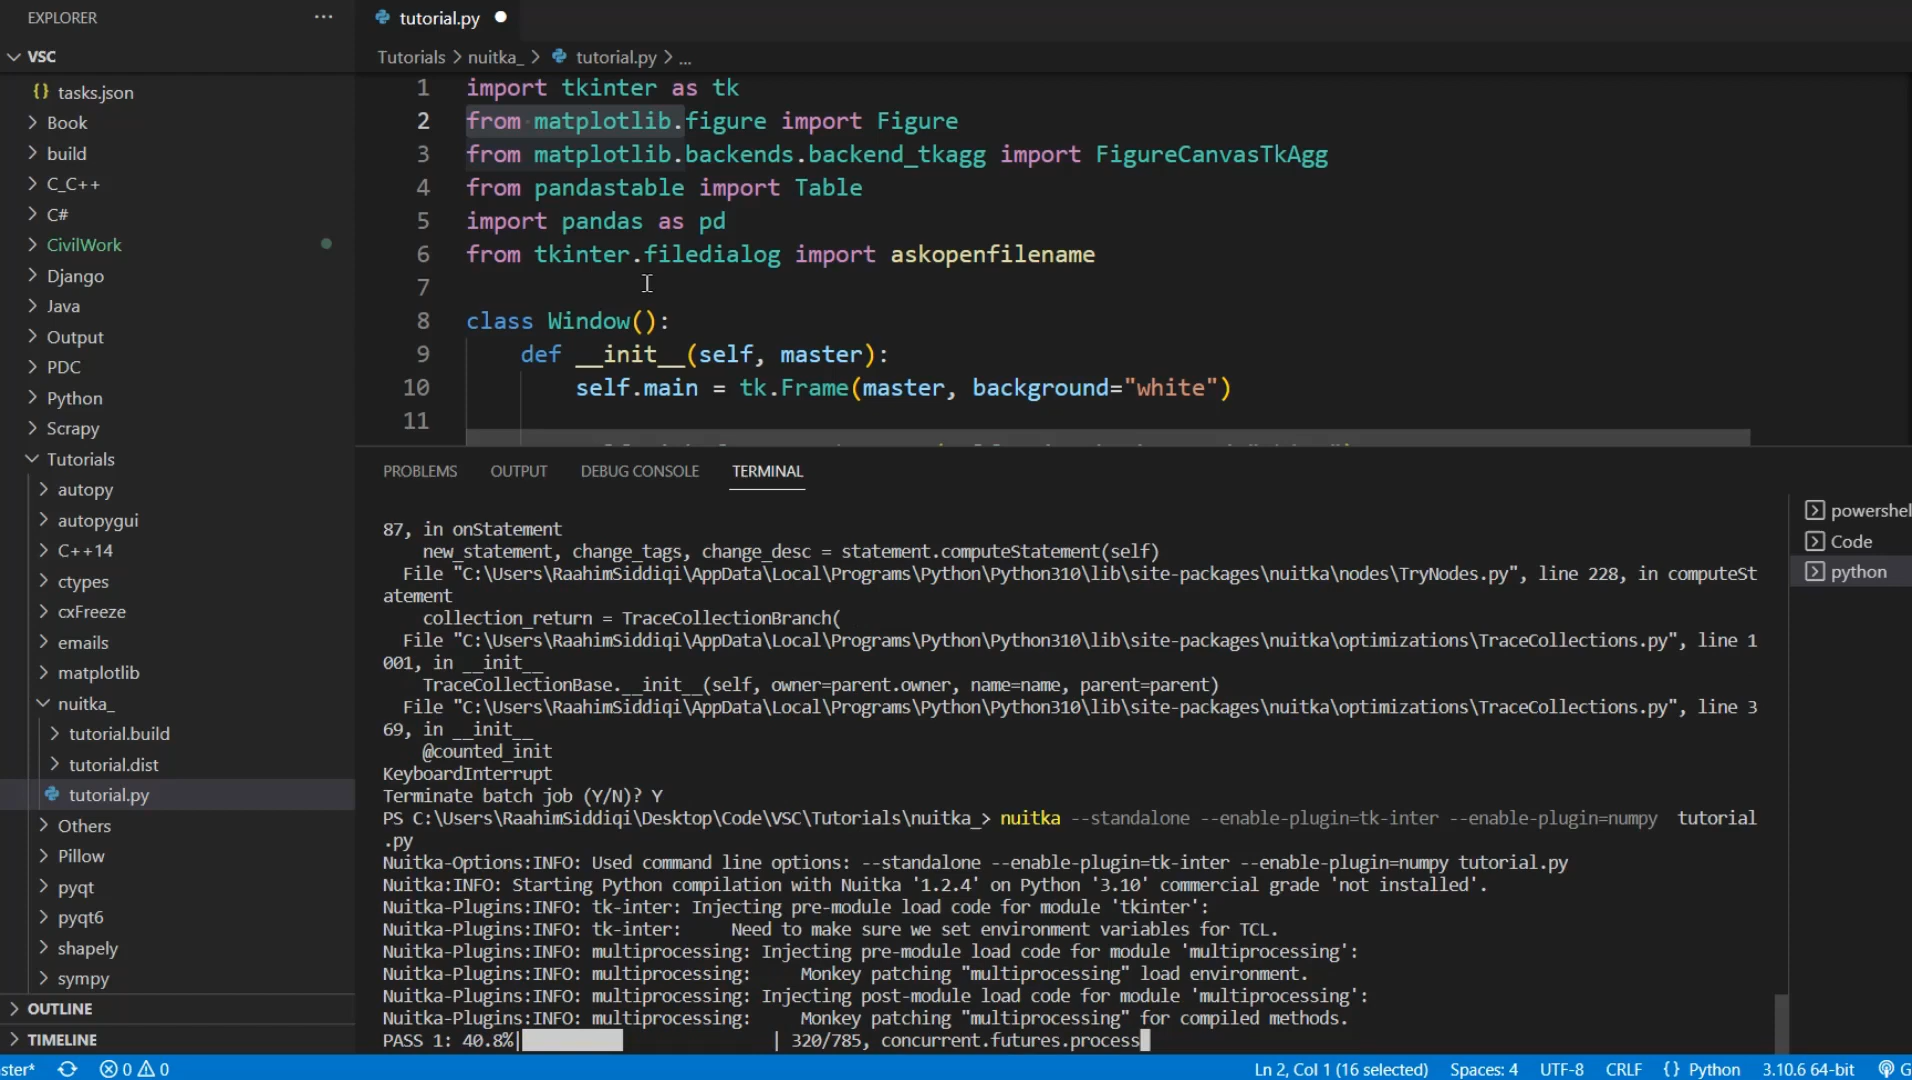 EXPLORER
VSC
tasks.json
Book
build
C_C++
C#
CivilWork
Django
Java
Output
PDC
Python
Scrapy
Tutorials
autopy
autopygui
C++14
ctypes
cxFreeze
emails
matplotlib
nuitka_
tutorial.build
tutorial.dist
tutorial.py
Others
Pillow
pyqt
pyqt6
shapely
sympy
OUTLINE
TIMELINE
tutorial.py
Tutorials > nuitka_ > tutorial.py > ...
1 import tkinter as tk
2 from matplotlib.figure import Figure
3 from matplotlib.backends.backend_tkagg import FigureCanvasTkAgg
4 from pandastable import Table
5 import pandas as pd
6 from tkinter.filedialog import askopenfilename
7
8 class Window():
9 def __init__(self, master):
10 self.main = tk.Frame(master, background="white")
11
PROBLEMS OUTPUT DEBUG CONSOLE TERMINAL
87, in onStatement
new_statement, change_tags, change_desc = statement.computeStatement(self)
File "C:\Users\RaahimSiddiqi\AppData\Local\Programs\Python\Python310\lib\site-packages\nuitka\nodes\TryNodes.py", line 228, in computeSt
atement
collection_return = TraceCollectionBranch(
File "C:\Users\RaahimSiddiqi\AppData\Local\Programs\Python\Python310\lib\site-packages\nuitka\optimizations\TraceCollections.py", line 1
001, in __init__
TraceCollectionBase.__init__(self, owner=parent.owner, name=name, parent=parent)
File "C:\Users\RaahimSiddiqi\AppData\Local\Programs\Python\Python310\lib\site-packages\nuitka\optimizations\TraceCollections.py", line 3
69, in __init__
@counted_init
KeyboardInterrupt
Terminate batch job (Y/N)? Y
PS C:\Users\RaahimSiddiqi\Desktop\Code\VSC\Tutorials\nuitka_> nuitka --standalone --enable-plugin=tk-inter --enable-plugin=numpy tutorial
.py
Nuitka-Options:INFO: Used command line options: --standalone --enable-plugin=tk-inter --enable-plugin=numpy tutorial.py
Nuitka:INFO: Starting Python compilation with Nuitka '1.2.4' on Python '3.10' commercial grade 'not installed'.
Nuitka-Plugins:INFO: tk-inter: Injecting pre-module load code for module 'tkinter':
Nuitka-Plugins:INFO: tk-inter: Need to make sure we set environment variables for TCL.
Nuitka-Plugins:INFO: multiprocessing: Injecting pre-module load code for module 'multiprocessing':
Nuitka-Plugins:INFO: multiprocessing: Monkey patching "multiprocessing" load environment.
Nuitka-Plugins:INFO: multiprocessing: Injecting post-module load code for module 'multiprocessing':
Nuitka-Plugins:INFO: multiprocessing: Monkey patching "multiprocessing" for compiled methods.
PASS 1: 40.8%| | 320/785, concurrent.futures.process
powershel
Code
python
ster* 0 0 Ln 2, Col 1 (16 selected) Spaces: 4 UTF-8 CRLF {} Python 3.10.6 64-bit G